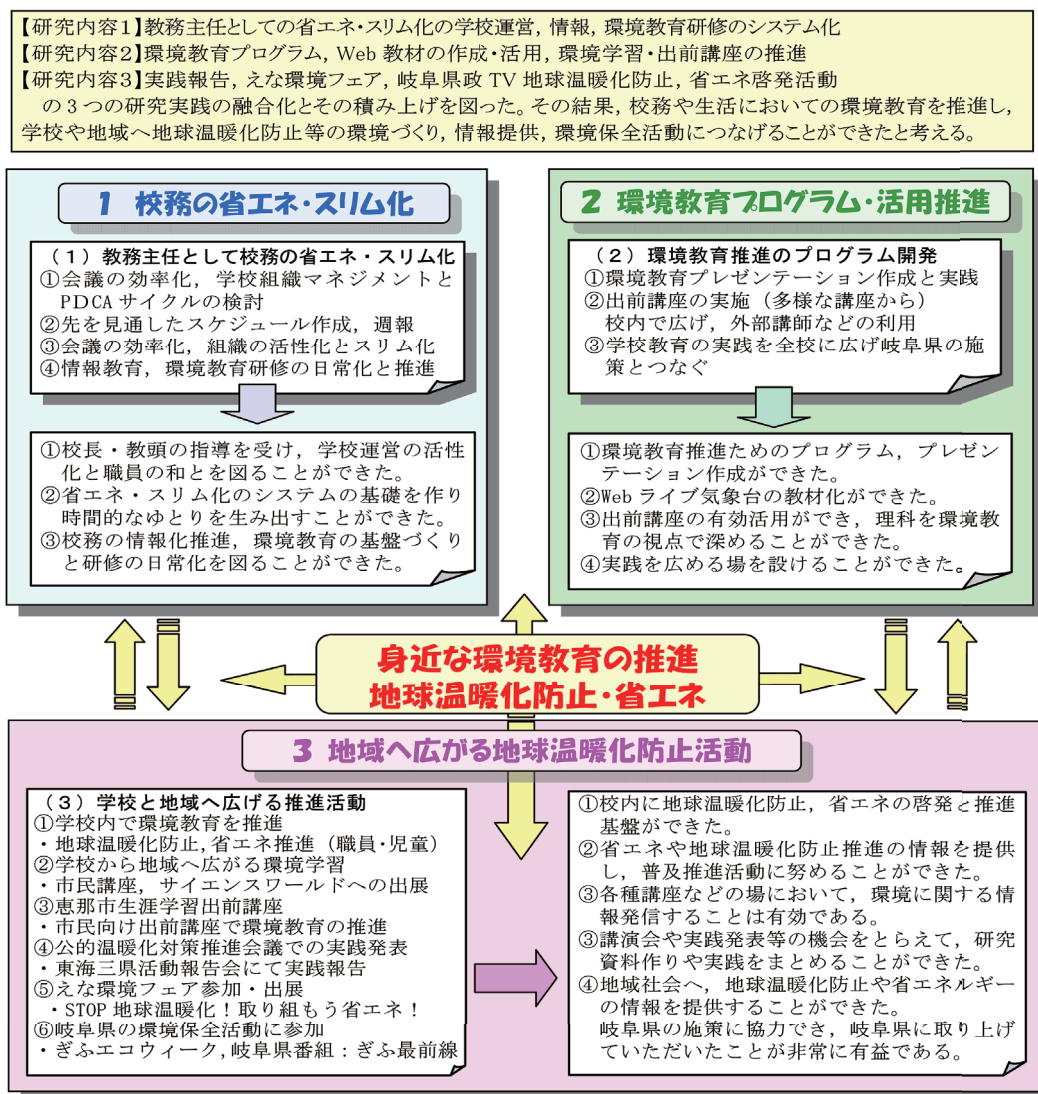 【研究内容1】教務主任としての省エネ・スリム化の学校運営, 情報, 環境教育研修のシステム化
【研究内容2】環境教育プログラム, Web 教材の作成・活用, 環境学習・出前講座の推進
【研究内容3】実践報告, えな環境フェア, 岐阜県政 TV 地球温暖化防止, 省エネ啓発活動
の3つの研究実践の融合化とその積み上げを図った。その結果, 校務や生活においての環境教育を推進し,
学校や地域へ地球温暖化防止等の環境づくり, 情報提供, 環境保全活動につなげることができたと考える。
1 校務の省エネ・スリム化
(1)教務主任として校務の省エネ・スリム化
①会議の効率化, 学校組織マネジメントと
PDCA サイクルの検討
②先を見通したスケジュール作成, 週報
③会議の効率化, 組織の活性化とスリム化
④情報教育, 環境教育研修の日常化と推進
①校長・教頭の指導を受け, 学校運営の活性
化と職員の和とを図ることができた。
②省エネ・スリム化のシステムの基礎を作り
時間的なゆとりを生み出すことができた。
③校務の情報化推進, 環境教育の基盤づくり
と研修の日常化を図ることができた。
2 環境教育プログラム・活用推進
(2)環境教育推進のプログラム開発
①環境教育プレゼンテーション作成と実践
②出前講座の実施(多様な講座から)
校内で広げ, 外部講師などの利用
③学校教育の実践を全校に広げ岐阜県の施
策とつなぐ
①環境教育推進ためのプログラム, プレゼン
テーション作成ができた。
②Web ライブ気象台の教材化ができた。
③出前講座の有効活用ができ, 理科を環境教
育の視点で深めることができた。
④実践を広める場を設けることができた。
身近な環境教育の推進
地球温暖化防止・省エネ
3 地域へ広がる地球温暖化防止活動
(3)学校と地域へ広げる推進活動
①学校内で環境教育を推進
・地球温暖化防止, 省エネ推進(職員・児童)
②学校から地域へ広がる環境学習
・市民講座, サイエンスワールドへの出展
③恵那市生涯学習出前講座
・市民向け出前講座で環境教育の推進
④公的温暖化対策推進会議での実践発表
・東海三県活動報告会にて実践報告
⑤えな環境フェア参加・出展
・STOP 地球温暖化!取り組もう省エネ!
⑥岐阜県の環境保全活動に参加
・ぎふエコウィーク, 岐阜県番組:ぎふ最前線
①校内に地球温暖化防止, 省エネの啓発と推進
基盤ができた。
②省エネや地球温暖化防止推進の情報を提供
し, 普及推進活動に努めることができた。
③各種講座などの場において, 環境に関する情
報発信することは有効である。
③講演会や実践発表等の機会をとらえて, 研究
資料作りや実践をまとめることができた。
④地域社会へ, 地球温暖化防止や省エネルギー
の情報を提供することができた。
岐阜県の施策に協力でき, 岐阜県に取り上げ
ていただいたことが非常に有益である。